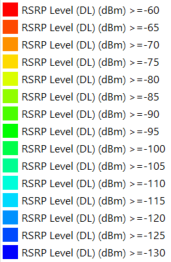 RSRP Level (DL) (dBm) >=-60
RSRP Level (DL) (dBm) >=-65
RSRP Level (DL) (dBm) >=-70
RSRP Level (DL) (dBm) >=-75
RSRP Level (DL) (dBm) >=-80
RSRP Level (DL) (dBm) >=-85
RSRP Level (DL) (dBm) >=-90
RSRP Level (DL) (dBm) >=-95
RSRP Level (DL) (dBm) >=-100
RSRP Level (DL) (dBm) >=-105
RSRP Level (DL) (dBm) >=-110
RSRP Level (DL) (dBm) >=-115
RSRP Level (DL) (dBm) >=-120
RSRP Level (DL) (dBm) >=-125
RSRP Level (DL) (dBm) >=-130